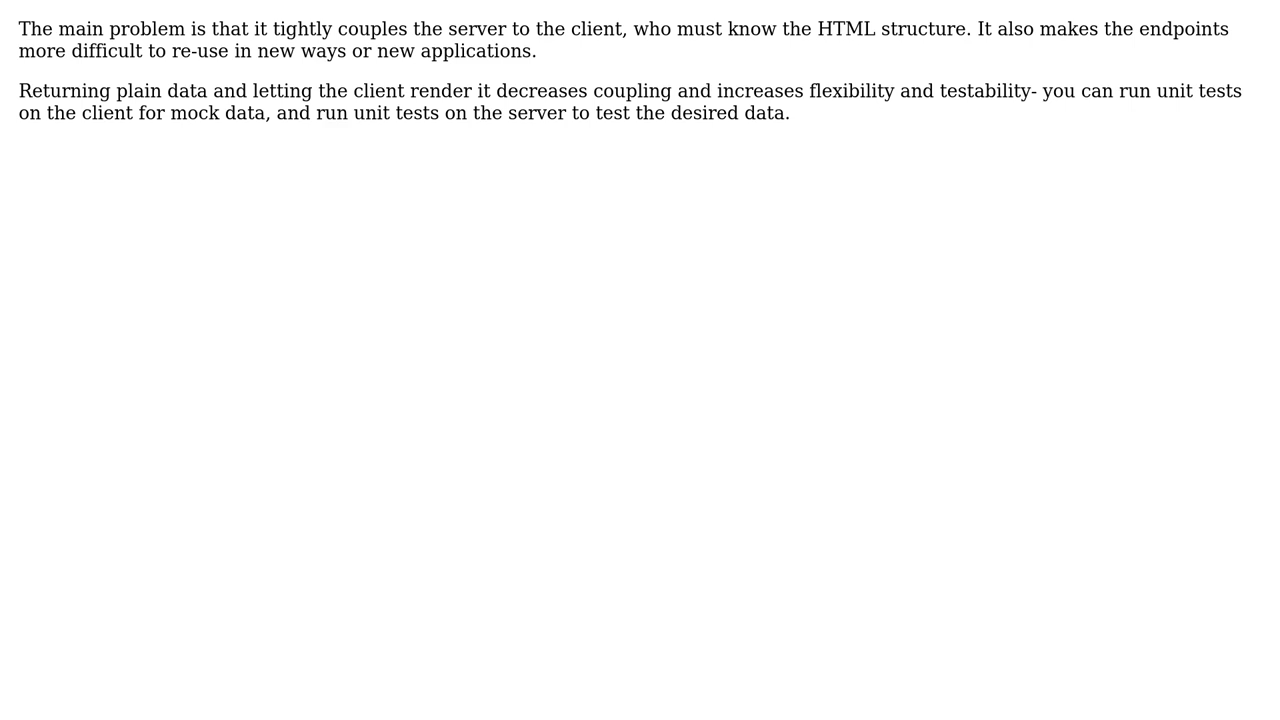 The main problem is that it tightly couples the server to the client, who must know the HTML structure. It also makes the endpoints
more difficult to re-use in new ways or new applications.
Returning plain data and letting the client render it decreases coupling and increases flexibility and testability- you can run unit tests
on the client for mock data, and run unit tests on the server to test the desired data.